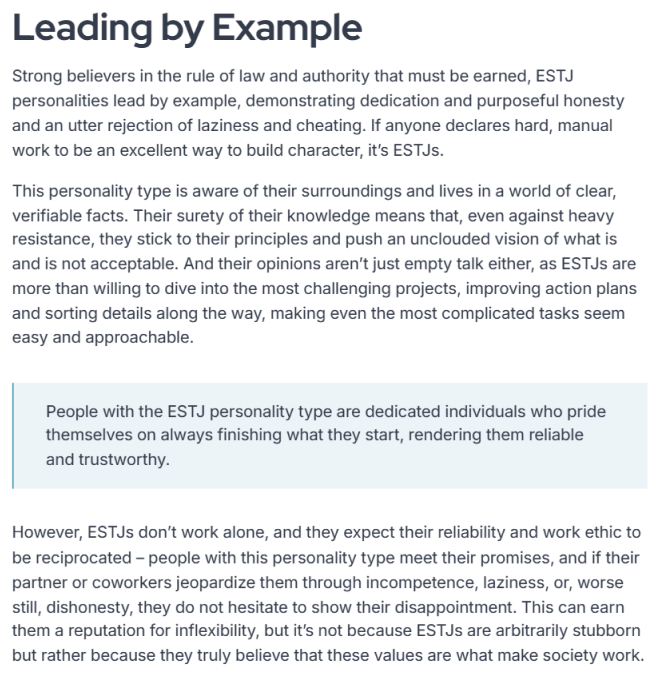 Leading by Example
Strong believers in the rule of law and authority that must be earned, ESTJ
personalities lead by example, demonstrating dedication and purposeful honesty
and an utter rejection of laziness and cheating. If anyone declares hard, manual
work to be an excellent way to build character, it’s ESTJs.
This personality type is aware of their surroundings and lives in a world of clear,
verifiable facts. Their surety of their knowledge means that, even against heavy
resistance, they stick to their principles and push an unclouded vision of what is
and is not acceptable. And their opinions aren’t just empty talk either, as ESTJs are
more than willing to dive into the most challenging projects, improving action plans
and sorting details along the way, making even the most complicated tasks seem
easy and approachable.
People with the ESTJ personality type are dedicated individuals who pride
themselves on always finishing what they start, rendering them reliable
and trustworthy.
However, ESTJs don’t work alone, and they expect their reliability and work ethic to
be reciprocated – people with this personality type meet their promises, and if their
partner or coworkers jeopardize them through incompetence, laziness, or, worse
still, dishonesty, they do not hesitate to show their disappointment. This can earn
them a reputation for inflexibility, but it’s not because ESTJs are arbitrarily stubborn
but rather because they truly believe that these values are what make society work.